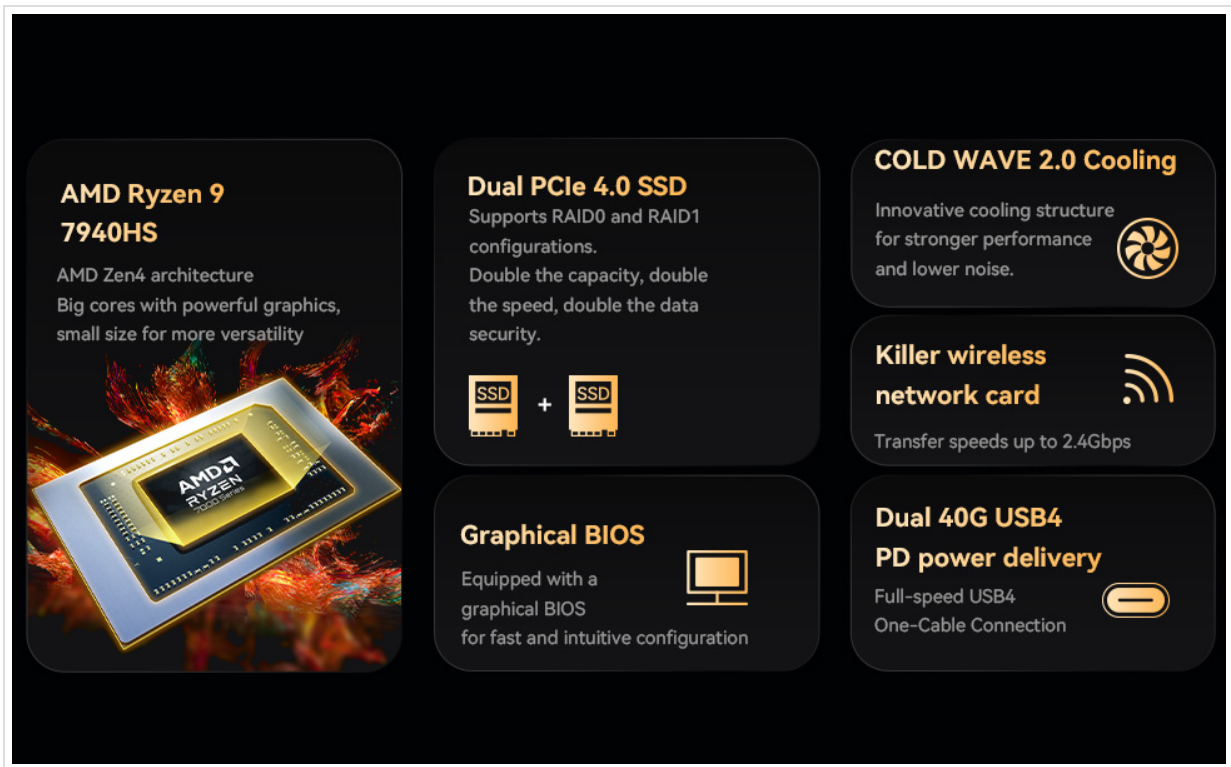 AMD Ryzen 9
7940HS
AMD Zen4 architecture
Big cores with powerful graphics,
small size for more versatility
AMD
RYZEN
7000 Series
Dual PCIe 4.0 SSD
Supports RAID0 and RAID1
configurations.
Double the capacity, double
the speed, double the data
security.
SSD + SSD
Graphical BIOS
Equipped with a
graphical BIOS
for fast and intuitive configuration
COLD WAVE 2.0 Cooling
Innovative cooling structure
for stronger performance
and lower noise.
Killer wireless
network card
Transfer speeds up to 2.4Gbps
Dual 40G USB4
PD power delivery
Full-speed USB4
One-Cable Connection